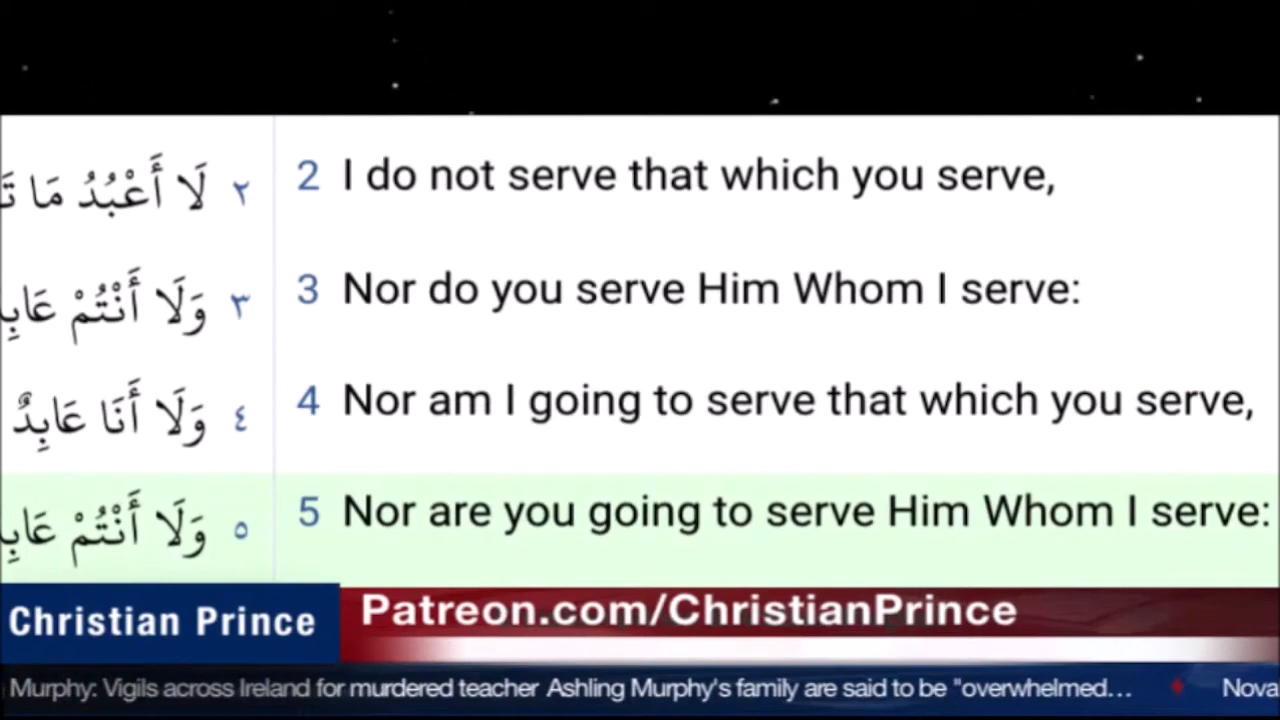 ٢ لَا أَعْبُدُ مَا
2 I do not serve that which you serve,
٣ وَلَا أَنْتُمْ
3 Nor do you serve Him Whom I serve:
٤ وَلَا أَنَا عَابِدٌ
4 Nor am I going to serve that which you serve,
٥ وَلَا أَنْتُمْ
5 Nor are you going to serve Him Whom I serve:
Christian Prince
Patreon.com/ChristianPrince
Murphy: Vigils across Ireland for murdered teacher Ashling Murphy's family are said to be "overwhelmed... Nova